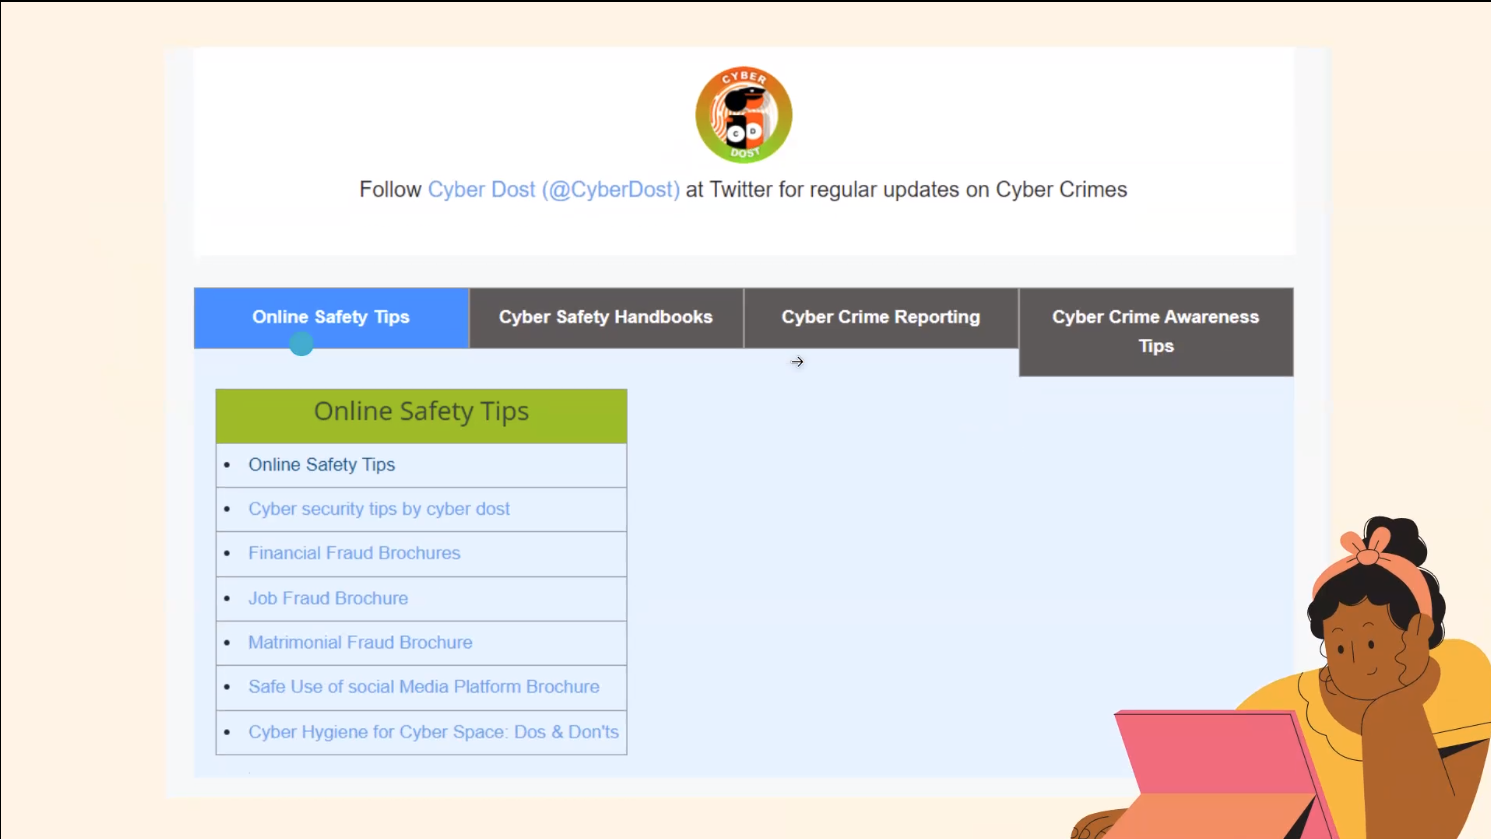 CYBER
C D
DOST
Follow Cyber Dost (@CyberDost) at Twitter for regular updates on Cyber Crimes
Online Safety Tips
Cyber Safety Handbooks
Cyber Crime Reporting
Cyber Crime Awareness
Tips
Online Safety Tips
• Online Safety Tips
• Cyber security tips by cyber dost
• Financial Fraud Brochures
• Job Fraud Brochure
• Matrimonial Fraud Brochure
• Safe Use of social Media Platform Brochure
• Cyber Hygiene for Cyber Space: Dos & Don'ts